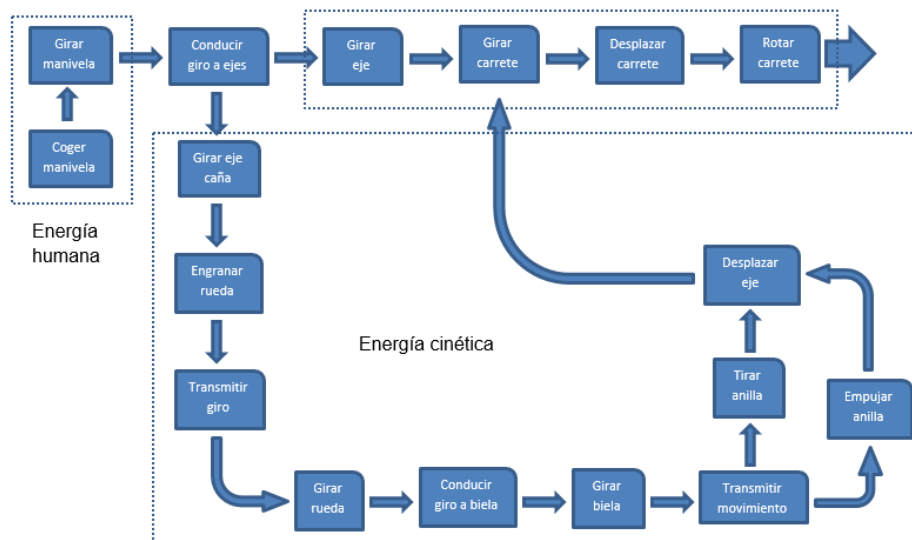 Girar
manivela
Conducir
giro a ejes
Girar
eje
Girar
carrete
Desplazar
carrete
Rotar
carrete
Coger
manivela
Girar eje
caña
Energía
humana
Engranar
rueda
Desplazar
eje
Energía cinética
Transmitir
giro
Tirar
anilla
Empujar
anilla
Girar
rueda
Conducir
giro a biela
Girar
biela
Transmitir
movimiento